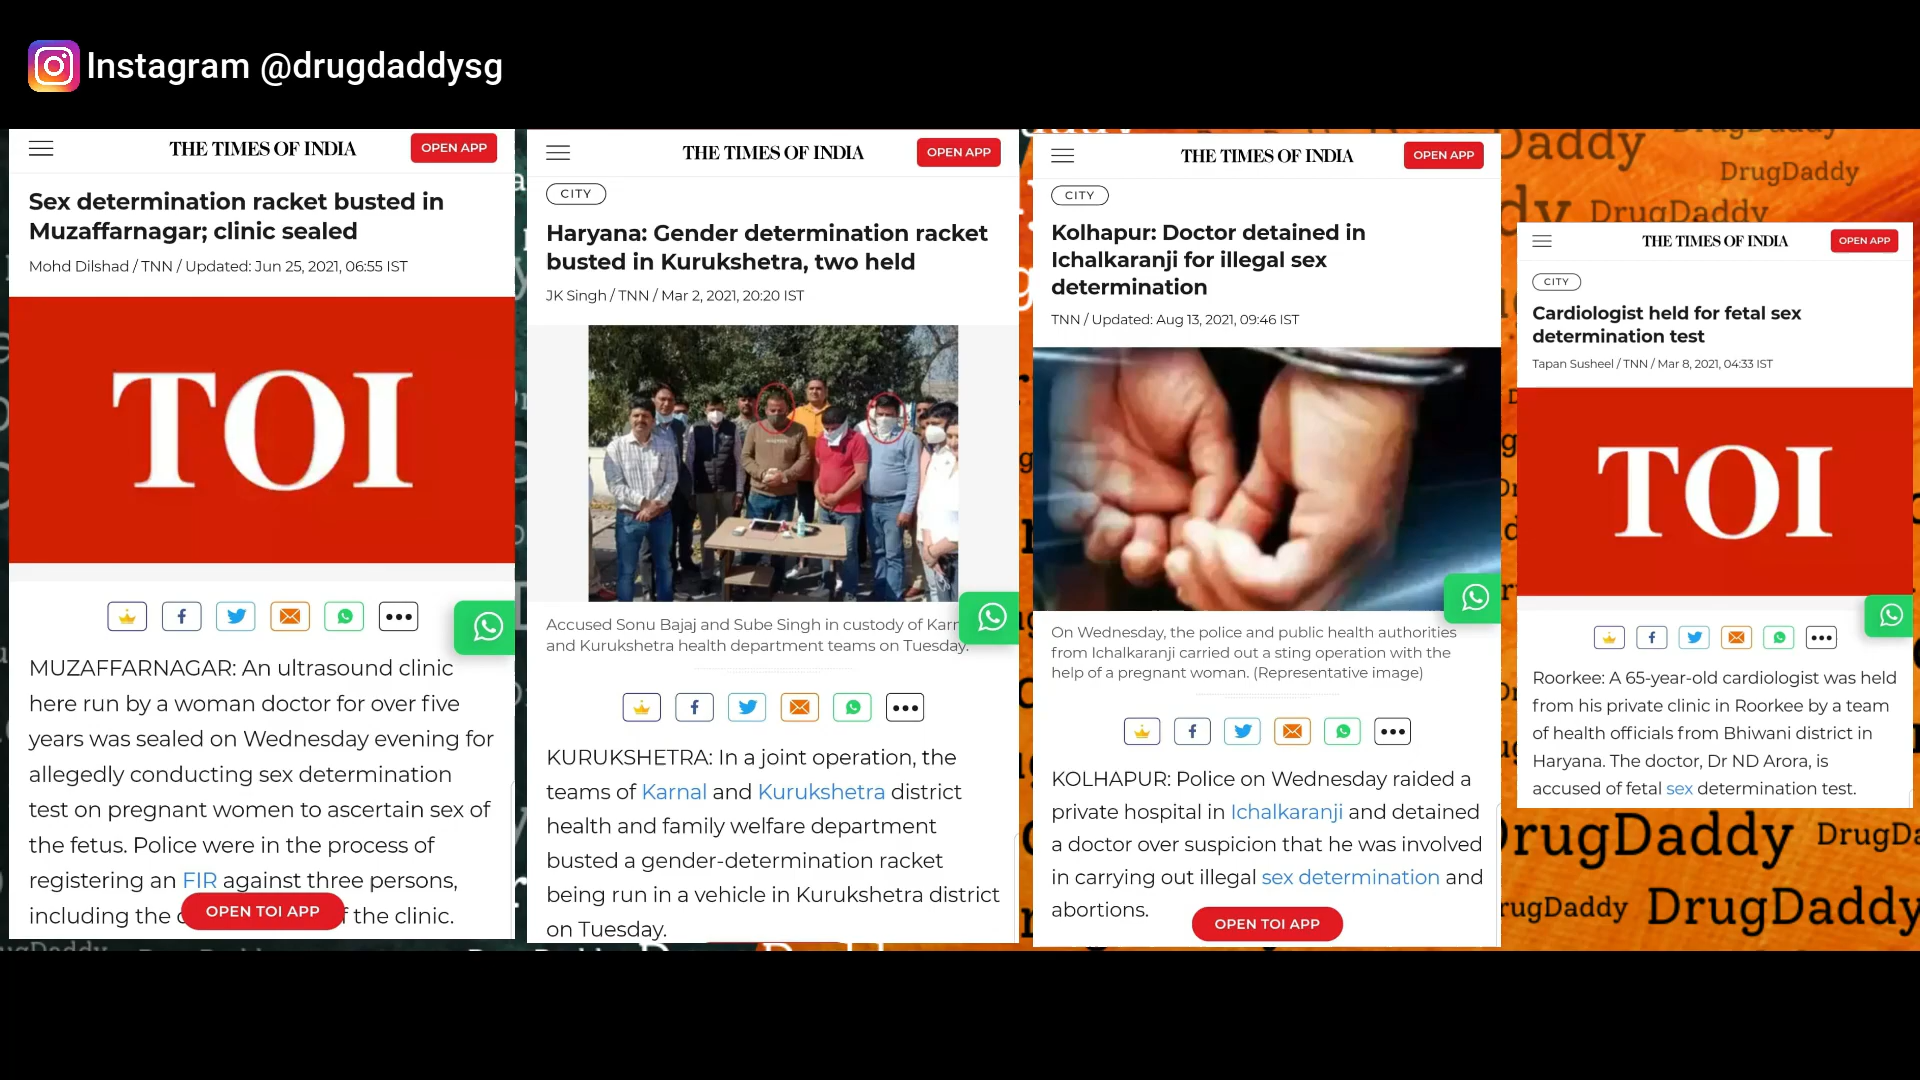 Instagram @drugdaddysg
THE TIMES OF INDIA
OPEN APP
Sex determination racket busted in
Muzaffarnagar; clinic sealed
Mohd Dilshad / TNN / Updated: Jun 25, 2021, 06:55 IST
TOI
MUZAFFARNAGAR: An ultrasound clinic
here run by a woman doctor for over five
years was sealed on Wednesday evening for
allegedly conducting sex determination
test on pregnant women to ascertain sex of
the fetus. Police were in the process of
registering an FIR against three persons,
including the
f the clinic.
OPEN TOI APP
THE TIMES OF INDIA
OPEN APP
CITY
Haryana: Gender determination racket
busted in Kurukshetra, two held
JK Singh / TNN / Mar 2, 2021, 20:20 IST
Accused Sonu Bajaj and Sube Singh in custody of Karn
and Kurukshetra health department teams on Tuesday.
KURUKSHETRA: In a joint operation, the
teams of Karnal and Kurukshetra district
health and family welfare department
busted a gender-determination racket
being run in a vehicle in Kurukshetra district
on Tuesday.
THE TIMES OF INDIA
OPEN APP
CITY
Kolhapur: Doctor detained in
Ichalkaranji for illegal sex
determination
TNN / Updated: Aug 13, 2021, 09:46 IST
On Wednesday, the police and public health authorities
from Ichalkaranji carried out a sting operation with the
help of a pregnant woman. (Representative image)
KOLHAPUR: Police on Wednesday raided a
private hospital in Ichalkaranji and detained
a doctor over suspicion that he was involved
in carrying out illegal sex determination and
abortions.
OPEN TOI APP
DrugDaddy
DrugDaddy
THE TIMES OF INDIA
OPEN APP
CITY
Cardiologist held for fetal sex
determination test
Tapan Susheel / TNN / Mar 8, 2021, 04:33 IST
TOI
Roorkee: A 65-year-old cardiologist was held
from his private clinic in Roorkee by a team
of health officials from Bhiwani district in
Haryana. The doctor, Dr ND Arora, is
accused of fetal sex determination test.
DrugDaddy DrugDa
rugDaddy DrugDaddy